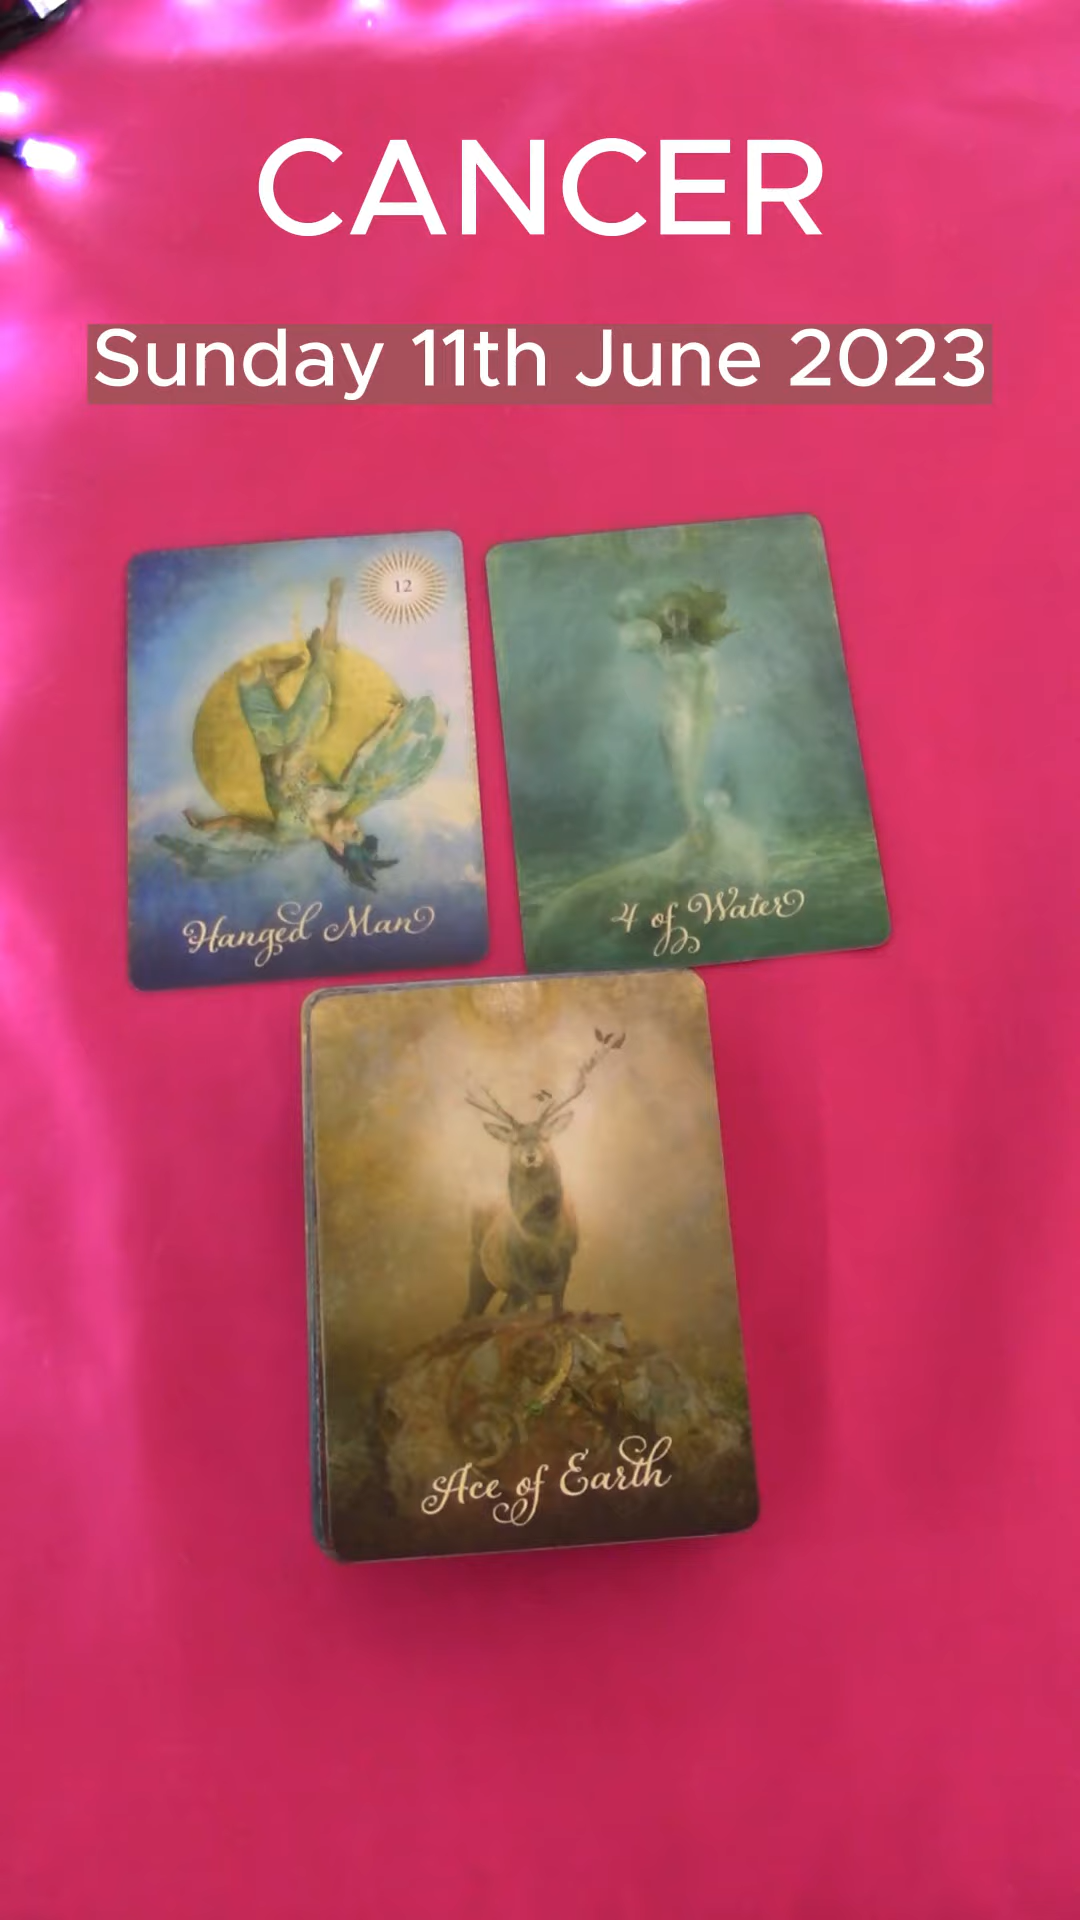 CANCER
Sunday 11th June 2023
12
Hanged Man
4 of Water
Ace of Earth